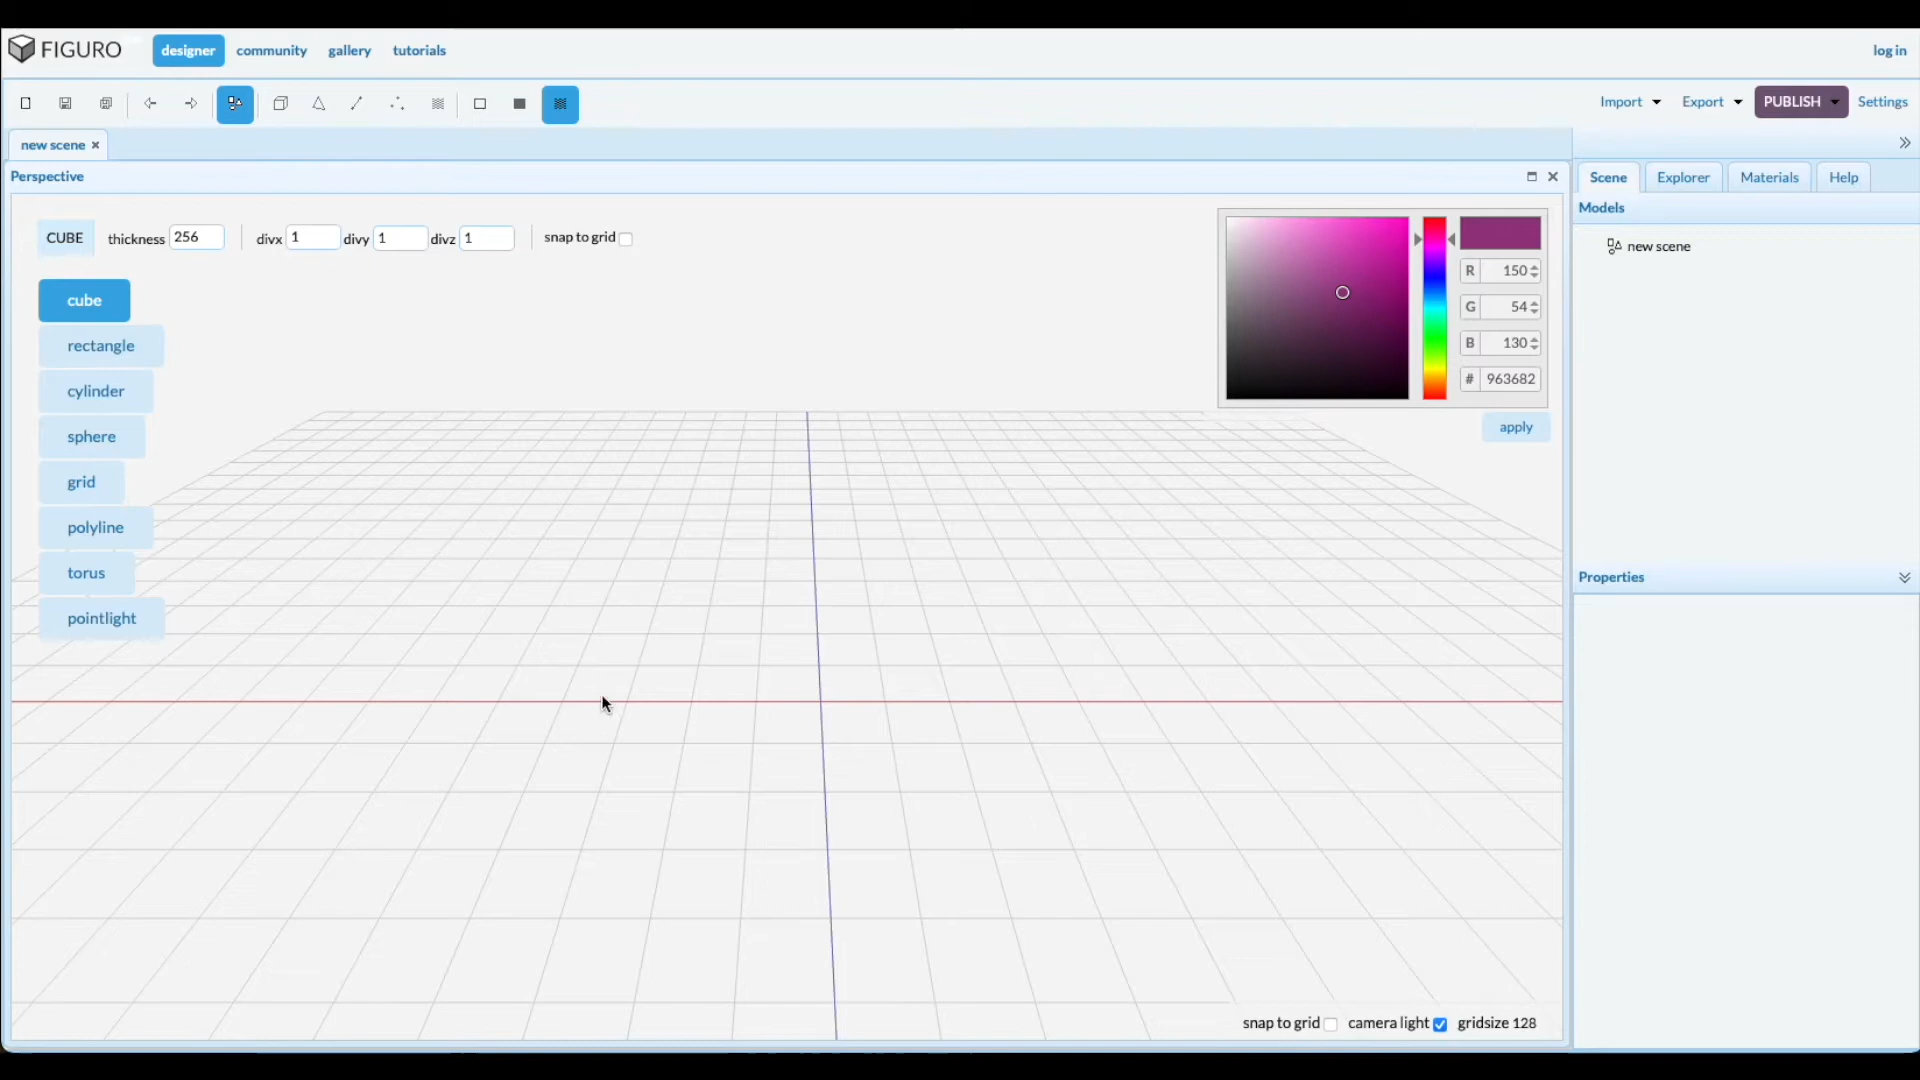 FIGURO designer community gallery tutorials log in
Import Export PUBLISH Settings
new scene ×
Perspective
Scene Explorer Materials Help
Models
new scene
CUBE thickness 256 divx 1 divy 1 divz 1 snap to grid
R 150
G 54
B 130
# 963682
apply
cube
rectangle
cylinder
sphere
grid
polyline
torus
pointlight
Properties
snap to grid camera light gridsize 128